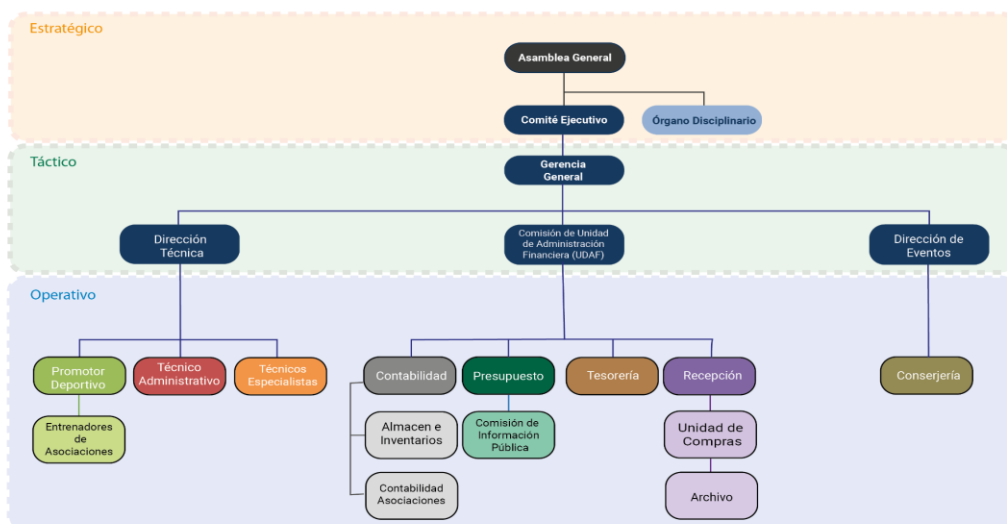 Estratégico
Asamblea General
Comité Ejecutivo
Órgano Disciplinario
Táctico
Gerencia
General
Dirección
Técnica
Comisión de Unidad
de Administración
Financiera (UDAF)
Dirección de
Eventos
Operativo
Promotor
Deportivo
Técnico
Administrativo
Técnicos
Especialistas
Contabilidad
Presupuesto
Tesorería
Recepción
Conserjería
Entrenadores
de
Asociaciones
Almacen e
Inventarios
Comisión de
Información
Pública
Unidad de
Compras
Contabilidad
Asociaciones
Archivo